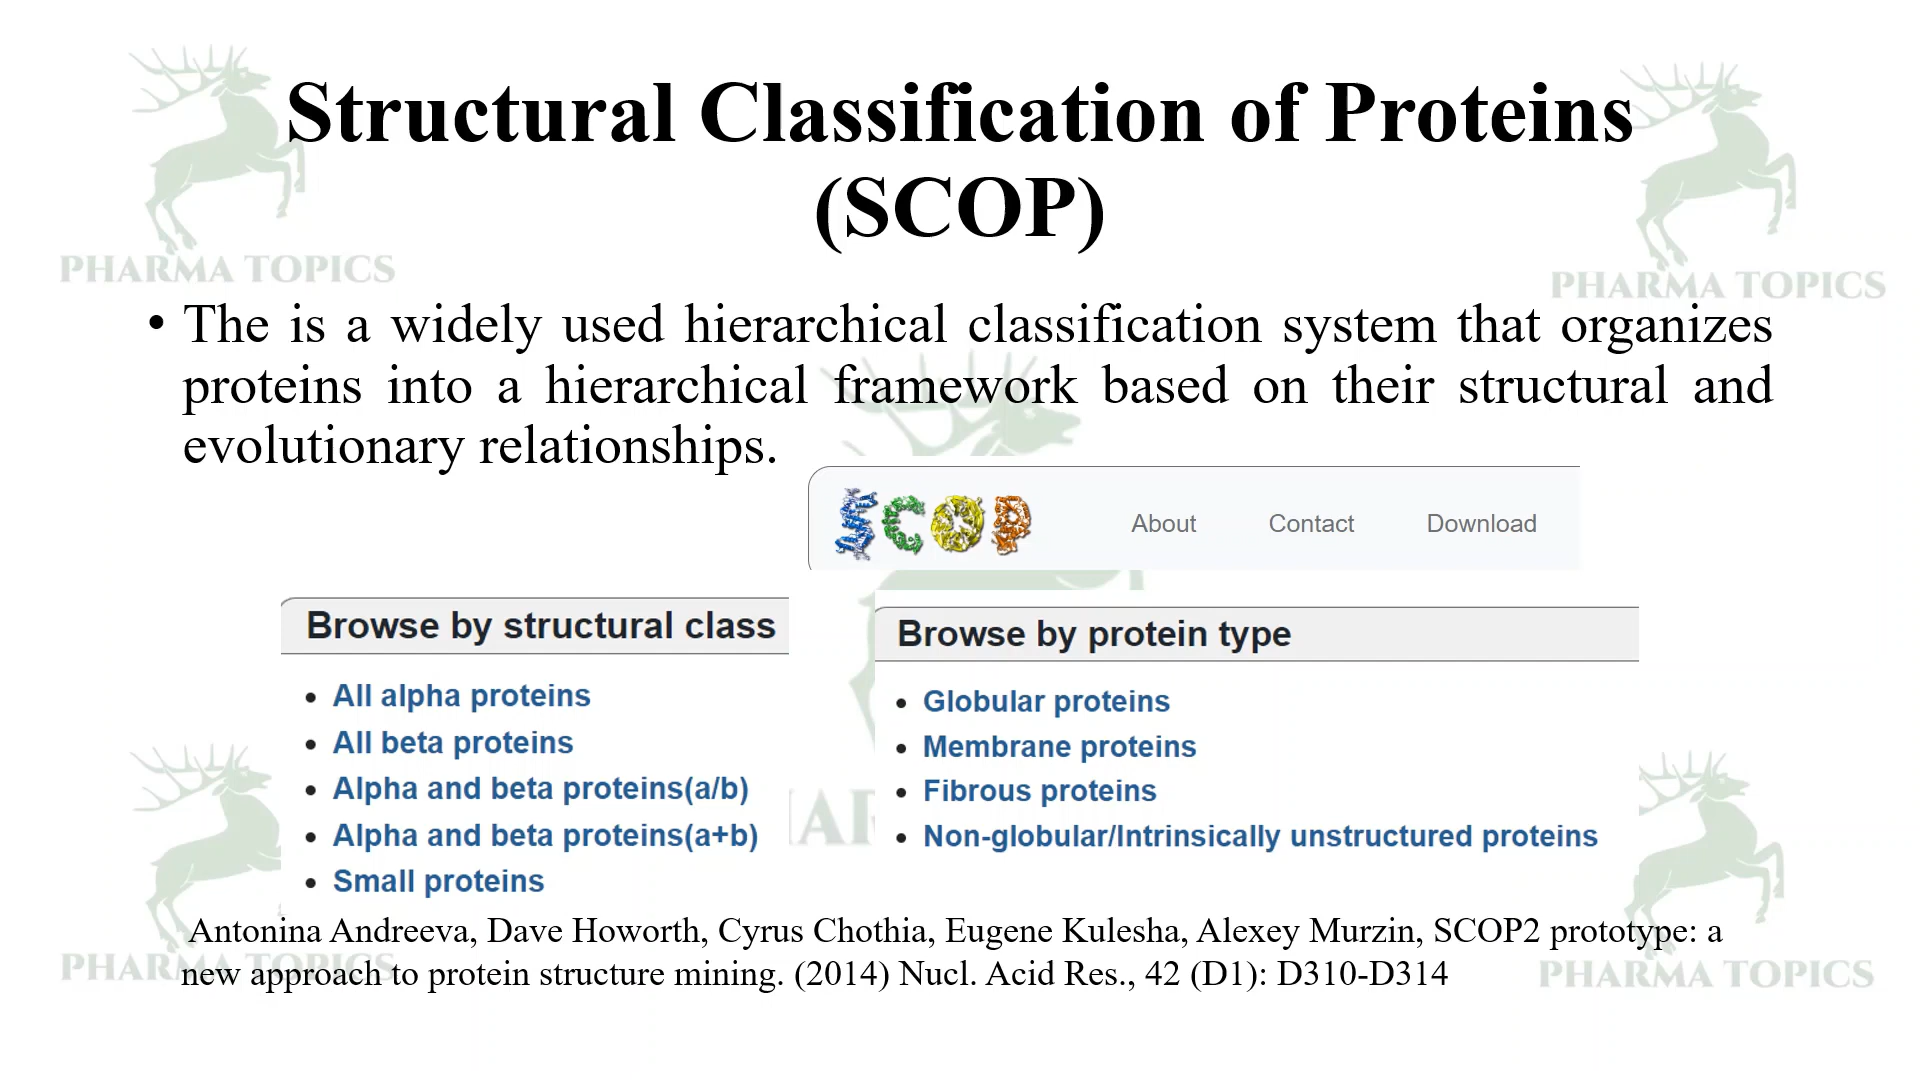 Structural Classification of Proteins
(SCOP)
PHARMA TOPICS
PHARMA TOPICS
• The is a widely used hierarchical classification system that organizes
proteins into a hierarchical framework based on their structural and
evolutionary relationships.
SCOP About Contact Download
Browse by structural class
• All alpha proteins
• All beta proteins
• Alpha and beta proteins(a/b)
• Alpha and beta proteins(a+b)
• Small proteins
Browse by protein type
• Globular proteins
• Membrane proteins
• Fibrous proteins
• Non-globular/Intrinsically unstructured proteins
Antonina Andreeva, Dave Howorth, Cyrus Chothia, Eugene Kulesha, Alexey Murzin, SCOP2 prototype: a
new approach to protein structure mining. (2014) Nucl. Acid Res., 42 (D1): D310-D314
PHARMA TOPICS
PHARMA TOPICS